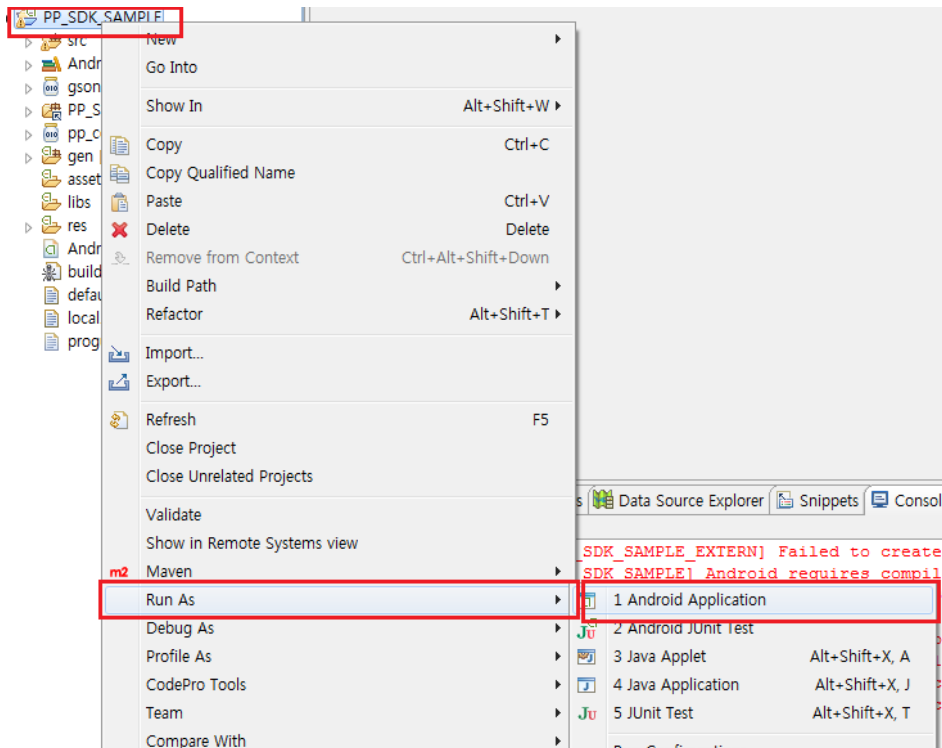 PP_SDK_SAMPLE
src
Andr
gson
PP_S
pp_c
gen
asset
libs
res
Andr
build
defau
local
prog
New
Go Into
Show In Alt+Shift+W
Copy Ctrl+C
Copy Qualified Name
Paste Ctrl+V
Delete Delete
Remove from Context Ctrl+Alt+Shift+Down
Build Path
Refactor Alt+Shift+T
Import...
Export...
Refresh F5
Close Project
Close Unrelated Projects
Validate
Show in Remote Systems view
m2 Maven
Run As
Debug As
Profile As
CodePro Tools
Team
Compare With
s Data Source Explorer Snippets Consol
_SDK_SAMPLE_EXTERN] Failed to create
_SDK_SAMPLE] Android requires compil
1 Android Application
Ju 2 Android JUnit Test
3 Java Applet Alt+Shift+X, A
J 4 Java Application Alt+Shift+X, J
Ju 5 JUnit Test Alt+Shift+X, T